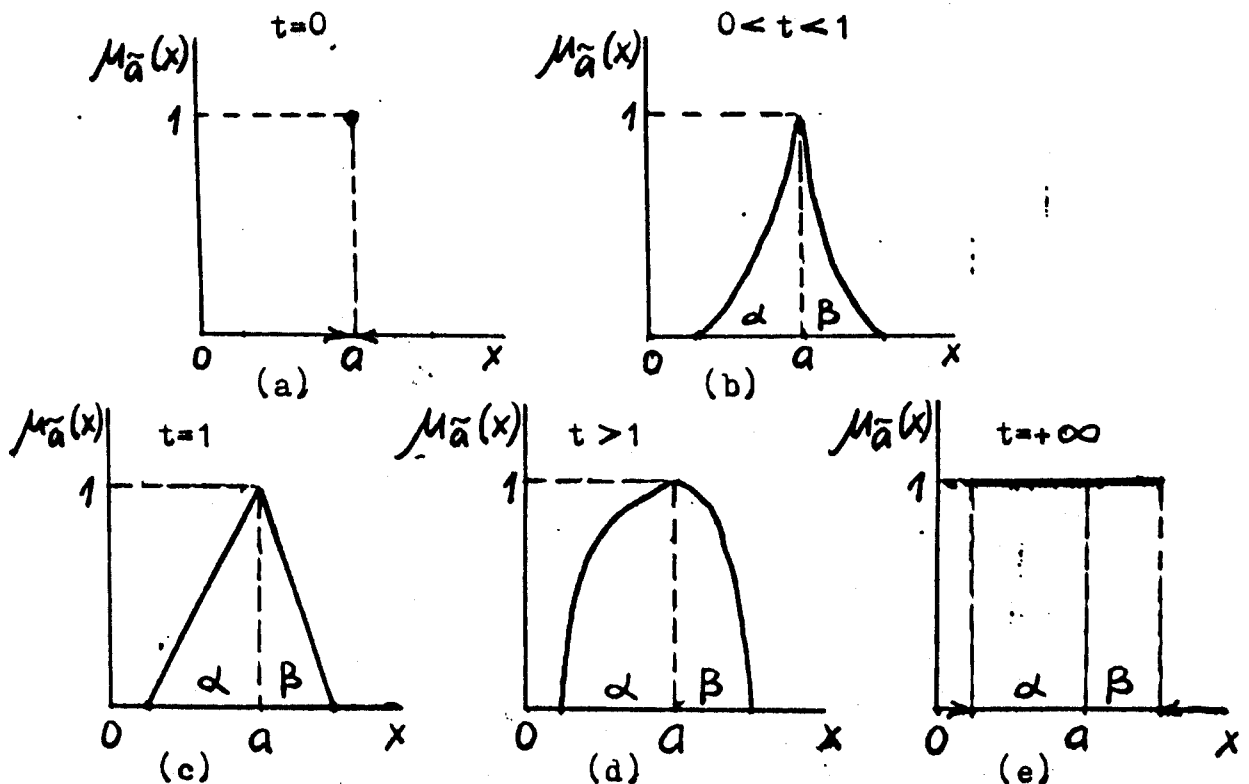 t=0
μã(x)
1
0 a x
(a)
0 < t < 1
μã(x)
1
α β
0 a x
(b)
μã(x) t=1
1
α β
0 a x
(c)
μã(x) t > 1
1
α β
0 a x
(d)
μã(x) t=+∞
1
α β
0 a x
(e)